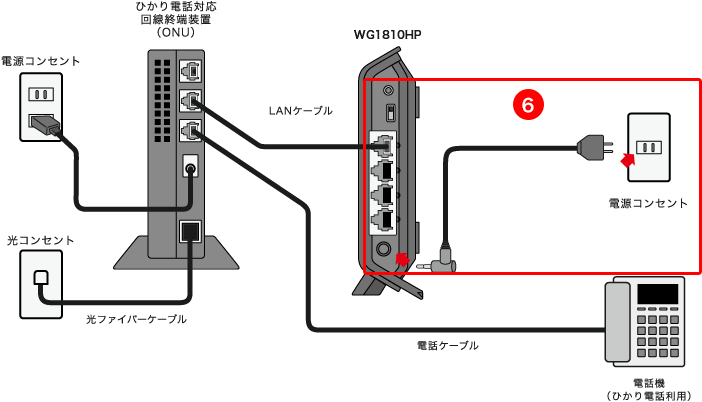 ひかり電話対応
回線終端装置
（ONU）
WG1810HP
電源コンセント
LANケーブル
6
電源コンセント
光コンセント
光ファイバーケーブル
電話ケーブル
電話機
（ひかり電話利用）